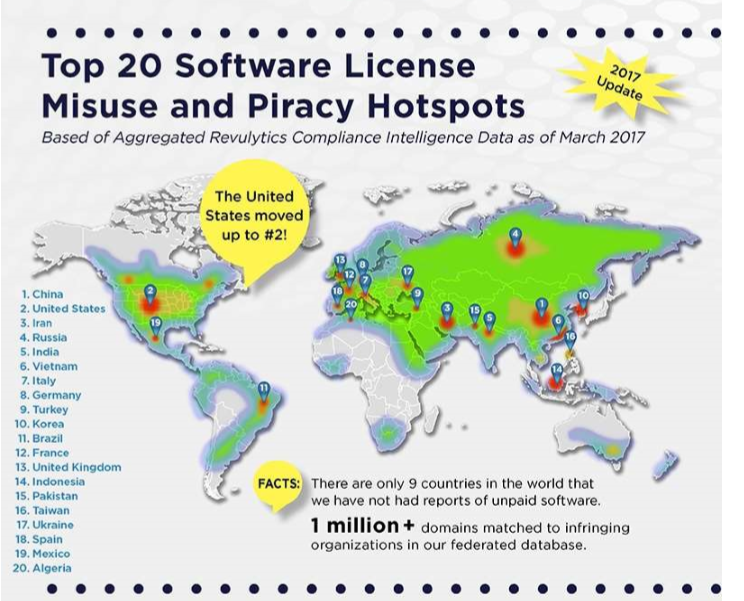 Top 20 Software License
Misuse and Piracy Hotspots
2017
Update
Based of Aggregated Revulytics Compliance Intelligence Data as of March 2017
The United
States moved
up to #2!
1. China
2. United States
3. Iran
4. Russia
5. India
6. Vietnam
7. Italy
8. Germany
9. Turkey
10. Korea
11. Brazil
12. France
13. United Kingdom
14. Indonesia
15. Pakistan
16. Taiwan
17. Ukraine
18. Spain
19. Mexico
20. Algeria
4
13
8
12
17
7
2
18
9
20
3
15
1
10
5
6
19
16
14
11
FACTS:
There are only 9 countries in the world that
we have not had reports of unpaid software.
1 million + domains matched to infringing
organizations in our federated database.